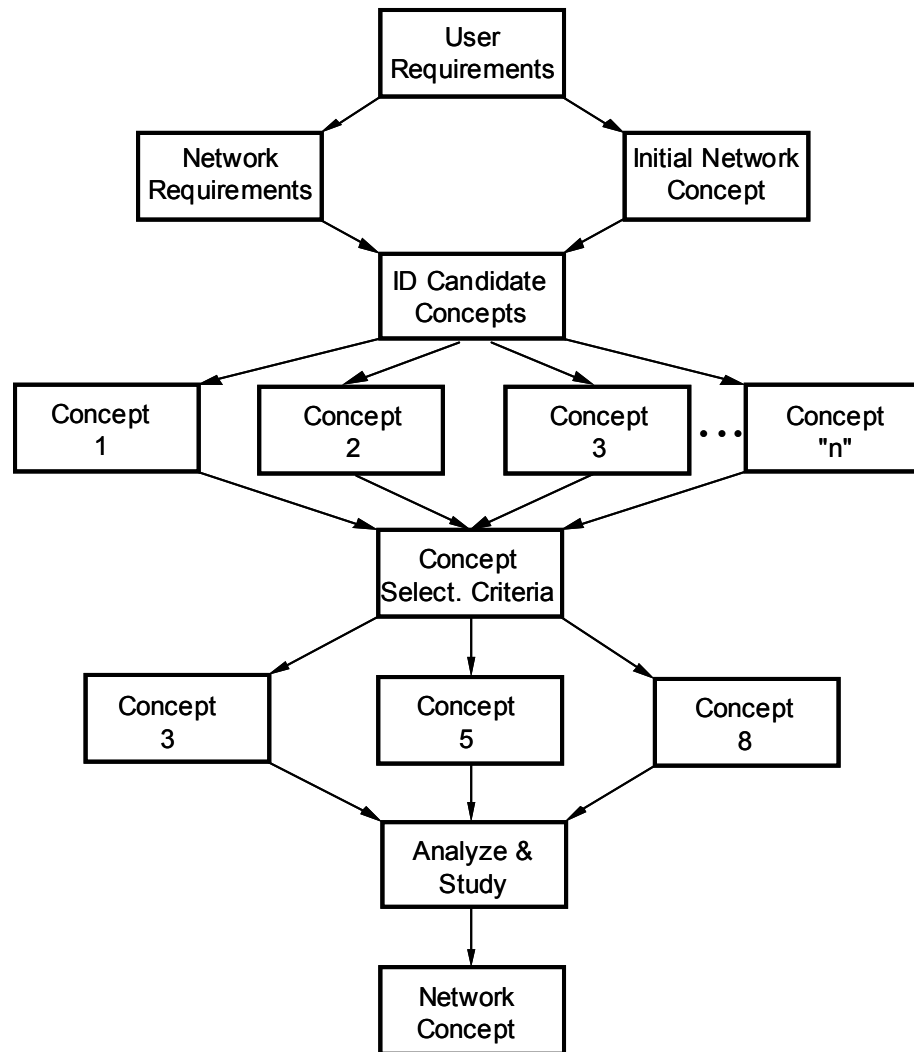 User
Requirements
Network
Requirements
Initial Network
Concept
ID Candidate
Concepts
Concept
1
Concept
2
Concept
3
...
Concept
"n"
Concept
Select. Criteria
Concept
3
Concept
5
Concept
8
Analyze &
Study
Network
Concept